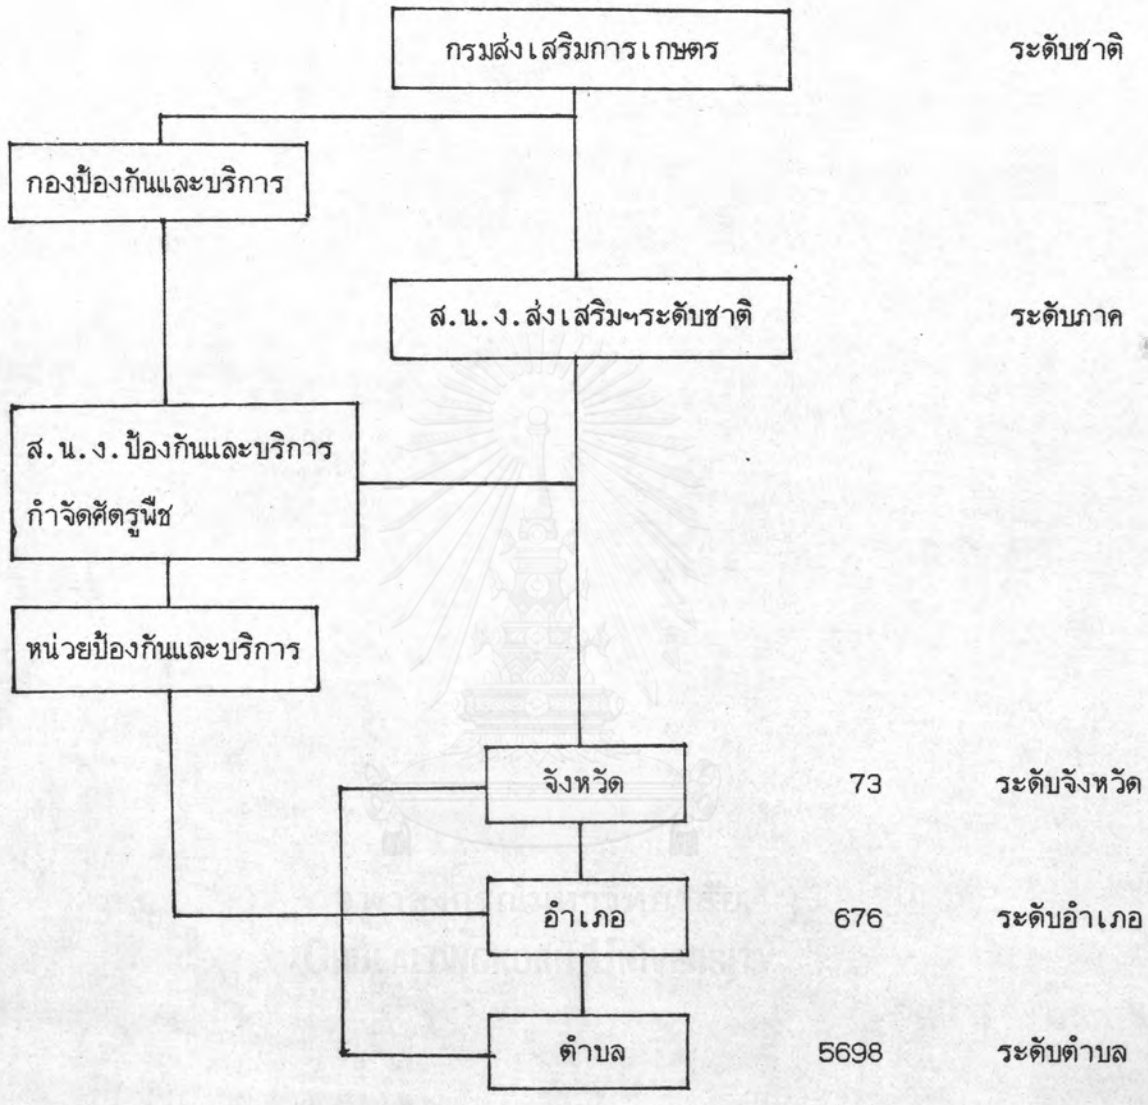 กรมส่งเสริมการเกษตร ระดับชาติ
กองป้องกันและบริการ
ส.น.ง.ส่งเสริมฯระดับชาติ ระดับภาค
ส.น.ง.ป้องกันและบริการ
กำจัดศัตรูพืช
หน่วยป้องกันและบริการ
จังหวัด 73 ระดับจังหวัด
อำเภอ 676 ระดับอำเภอ
ตำบล 5698 ระดับตำบล